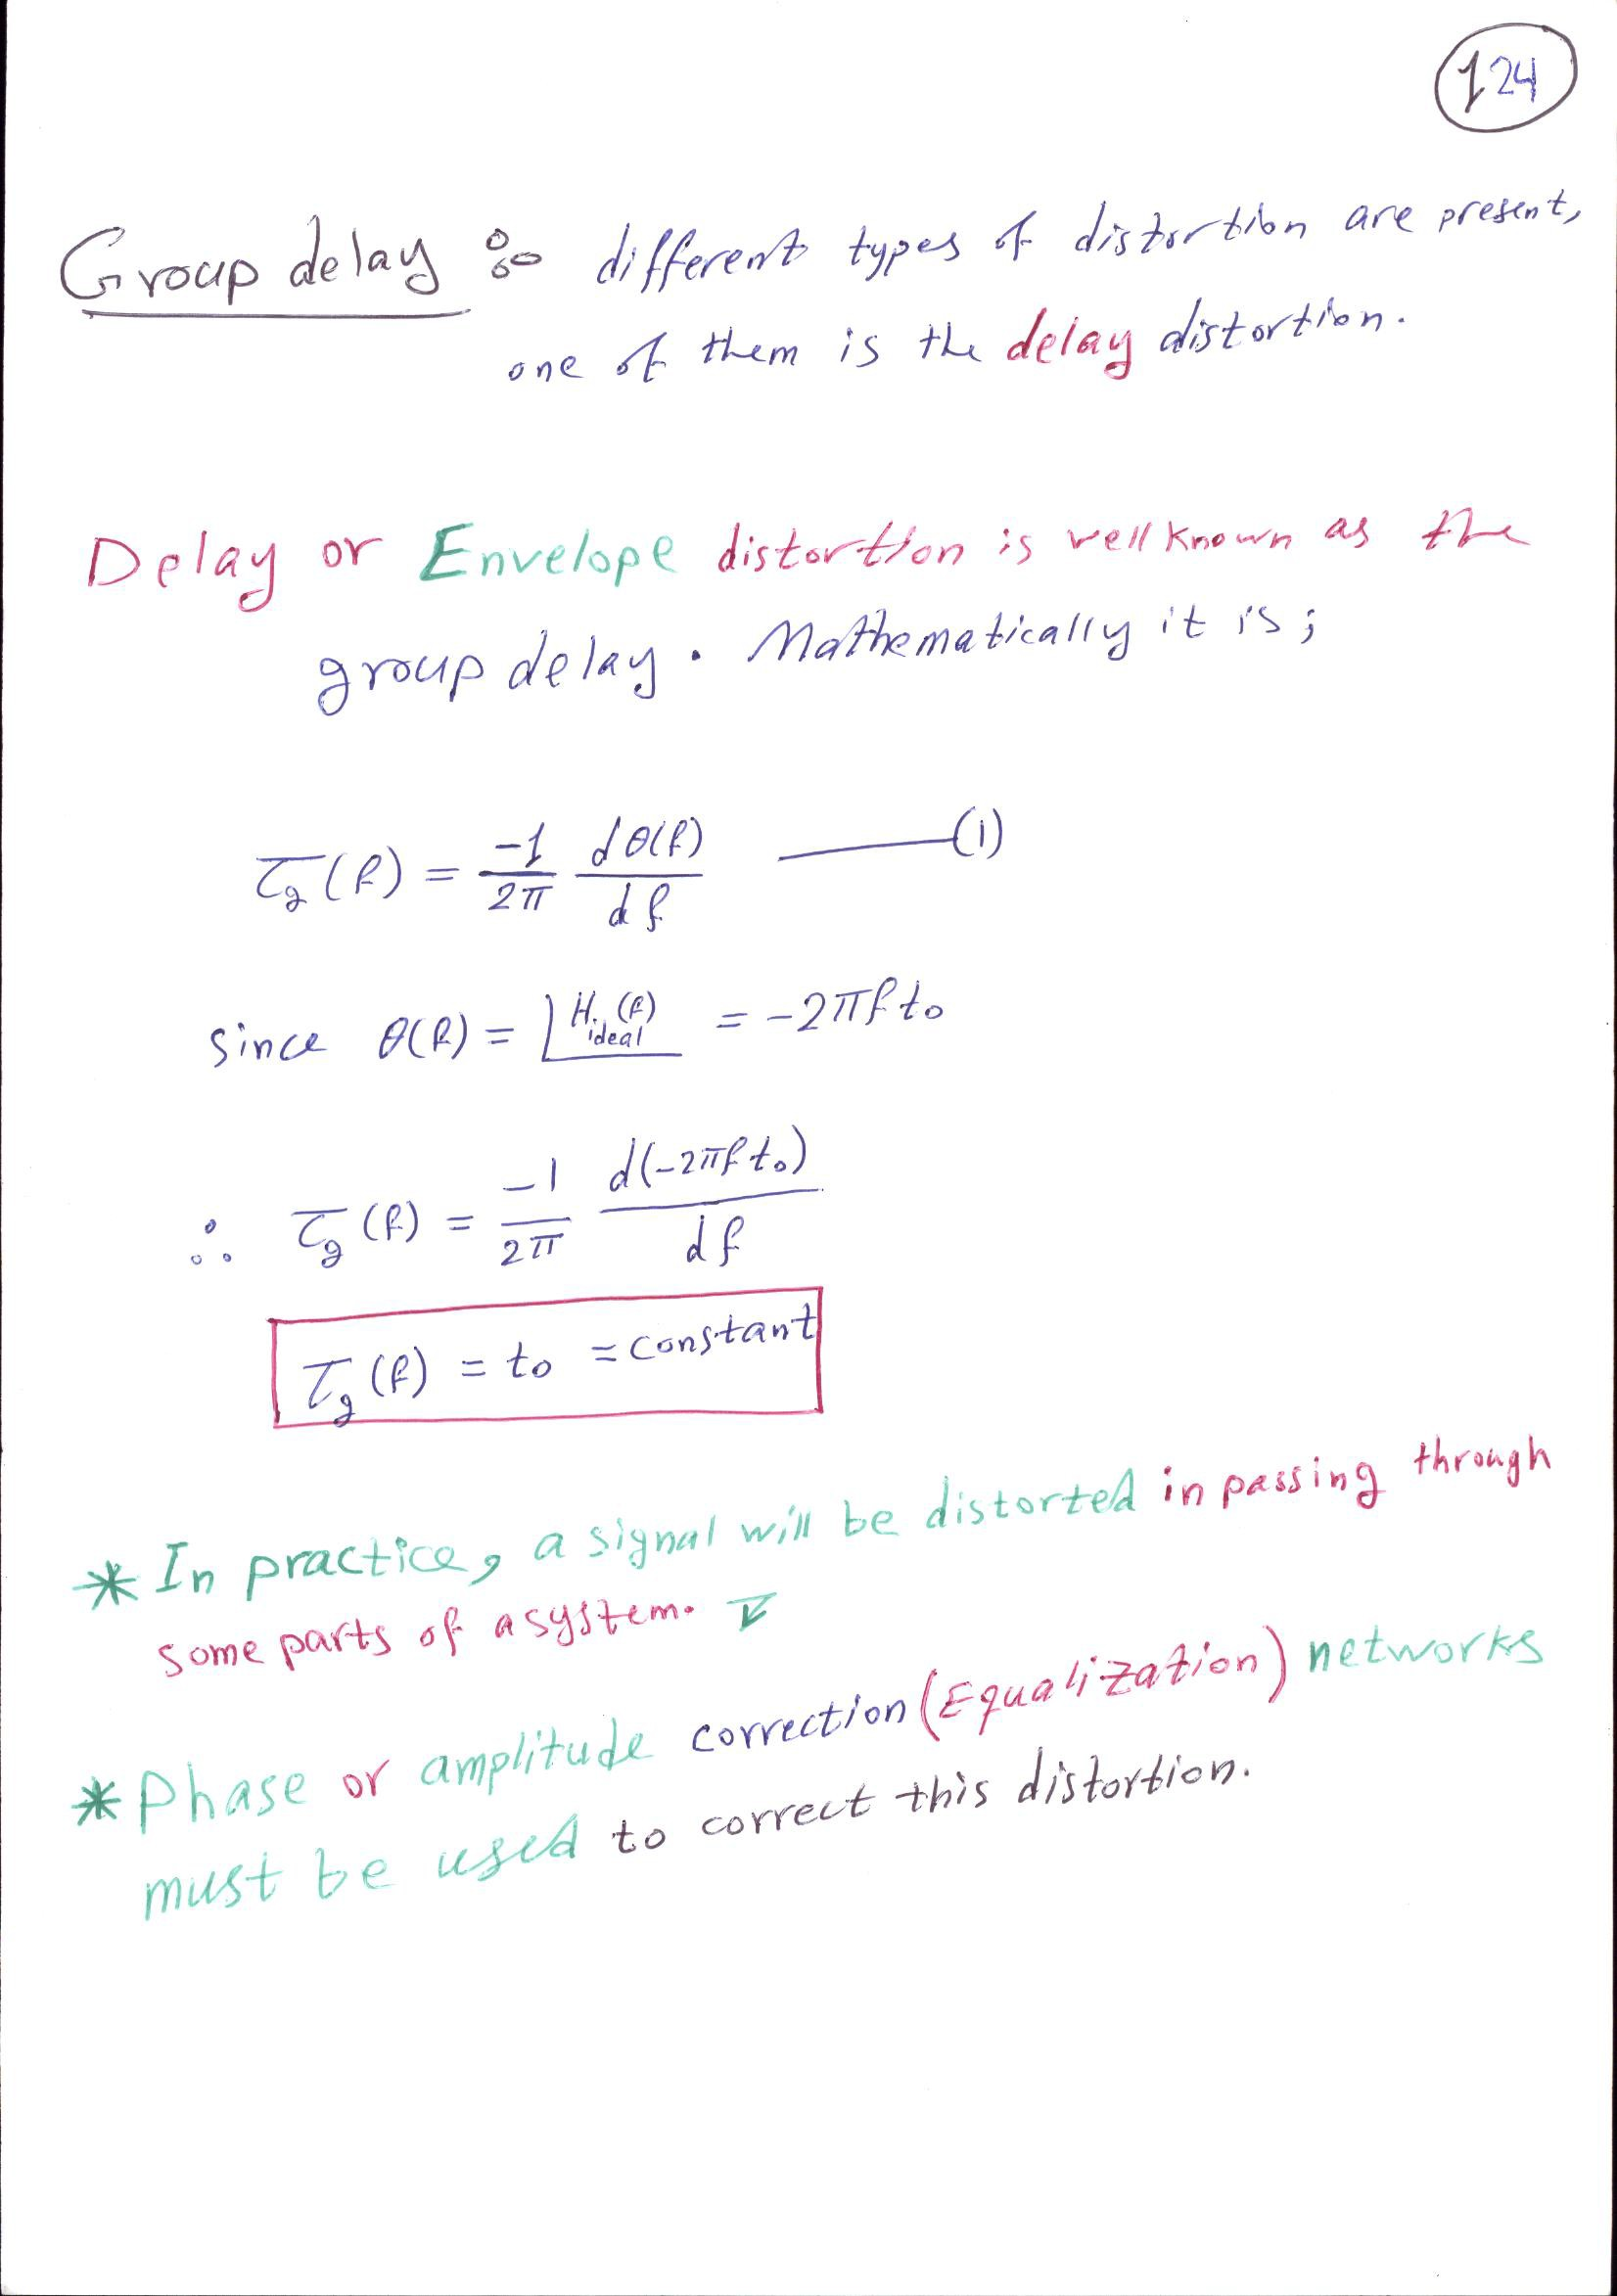 124
Group delay : different types of distortion are present,
one of them is the delay distortion.
Delay or Envelope distortion is well known as the
group delay. Mathematically it is;
τg(f) = -1/2π dθ(f)/df ——(1)
since θ(f) = ∠Hideal(f) = -2πf to
∴ τg(f) = -1/2π d(-2πf to)/df
τg(f) = to = constant
* In practice, a signal will be distorted in passing through
some parts of a system.
* Phase or amplitude correction (Equalization) networks
must be used to correct this distortion.